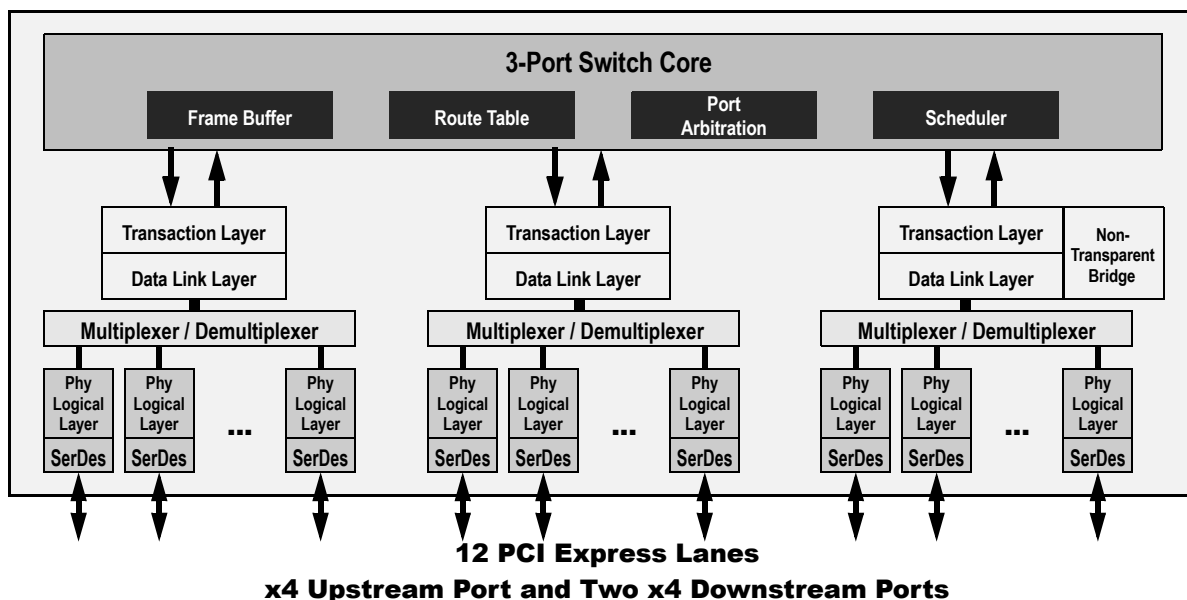 3-Port Switch Core
Frame Buffer
Route Table
Port
Arbitration
Scheduler
Transaction Layer
Data Link Layer
Transaction Layer
Data Link Layer
Transaction Layer
Data Link Layer
Non-
Transparent
Bridge
Multiplexer / Demultiplexer
Multiplexer / Demultiplexer
Multiplexer / Demultiplexer
Phy
Logical
Layer
SerDes
Phy
Logical
Layer
SerDes
...
Phy
Logical
Layer
SerDes
Phy
Logical
Layer
SerDes
Phy
Logical
Layer
SerDes
...
Phy
Logical
Layer
SerDes
Phy
Logical
Layer
SerDes
Phy
Logical
Layer
SerDes
...
Phy
Logical
Layer
SerDes
12 PCI Express Lanes
x4 Upstream Port and Two x4 Downstream Ports